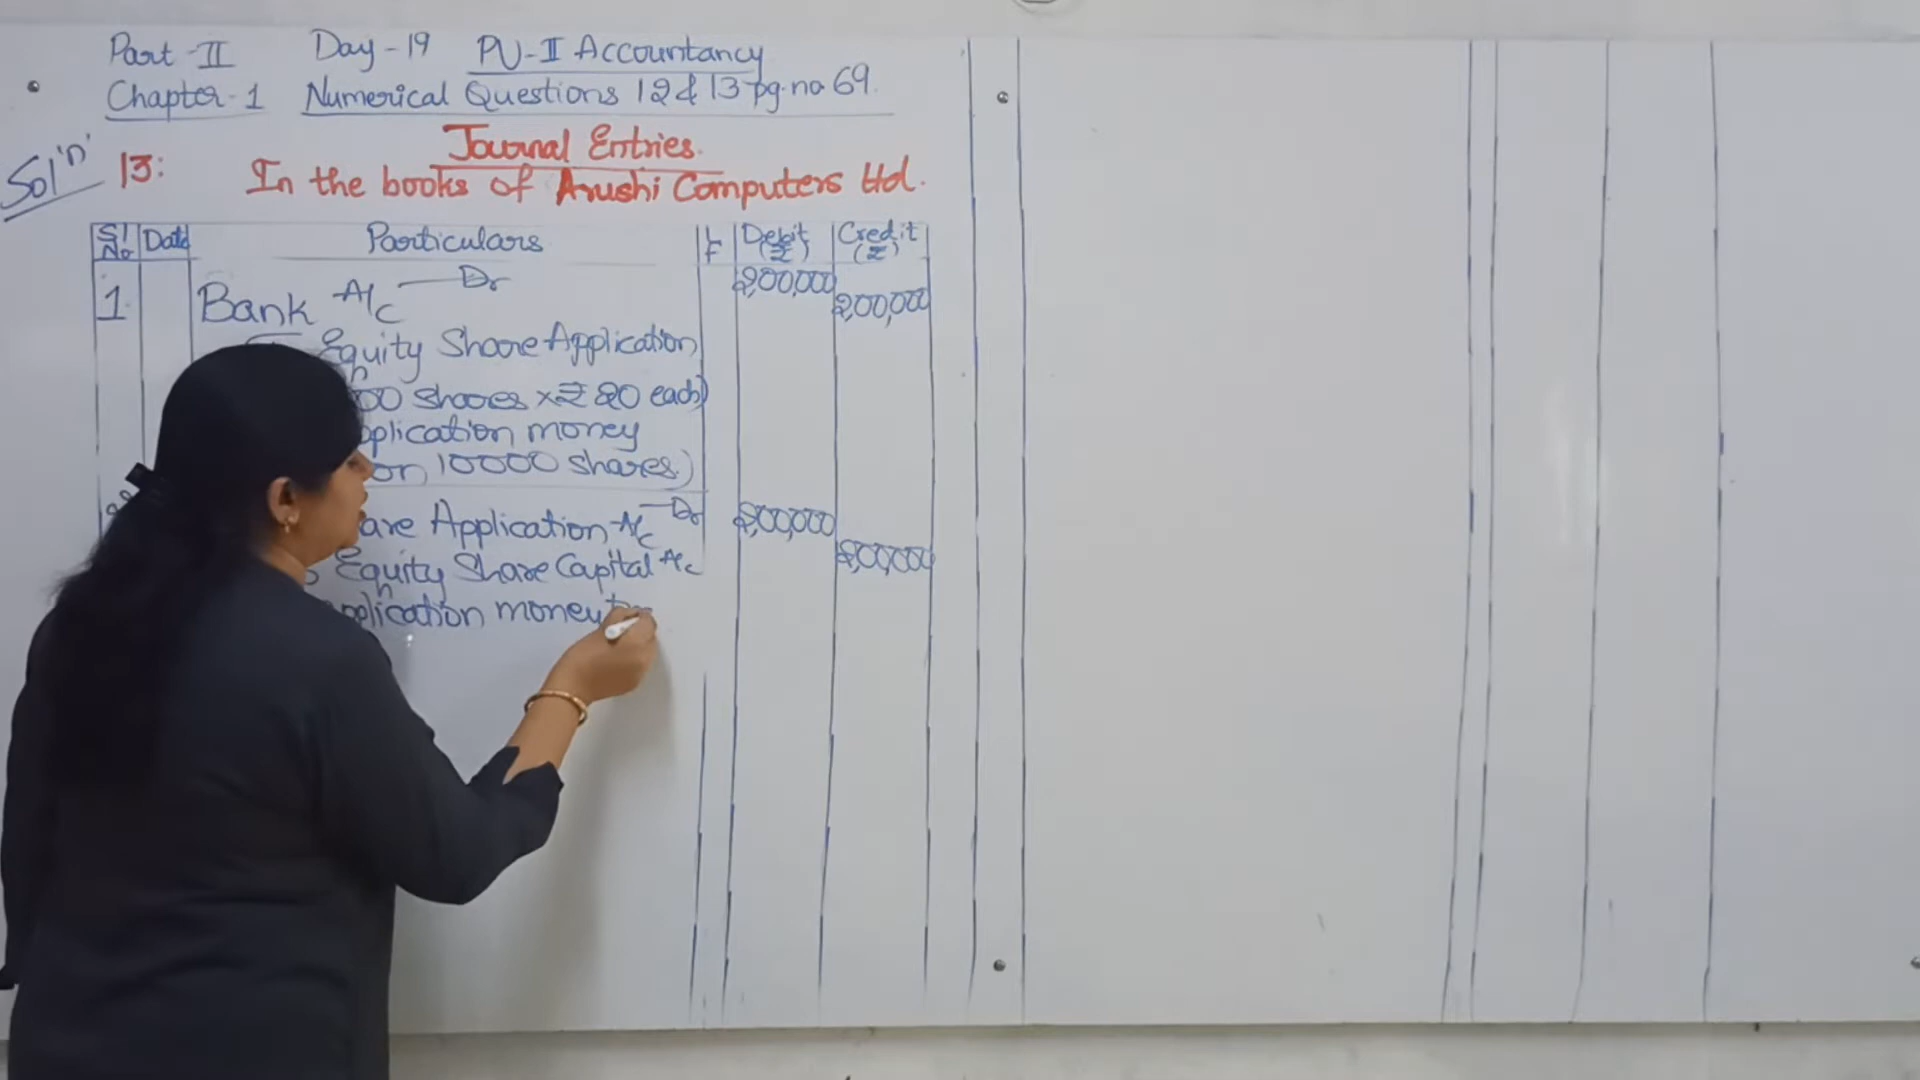 Part-II Day-19 PU-II Accountancy
Chapter-1 Numerical Questions 12 & 13 pg.no 69.
Sol'n' 13: Journal Entries.
In the books of Arushi Computers Ltd.
Sl No Date Particulars LF Debit (₹) Credit (₹)
1. Bank A/c Dr 2,00,000
2,00,000
Equity Share Application
shares x ₹ 20 each)
pplication money
on 10000 shares.)
are Application A/c Dr 2,00,000
Equity Share Capital A/c 2,00,000
pplication money